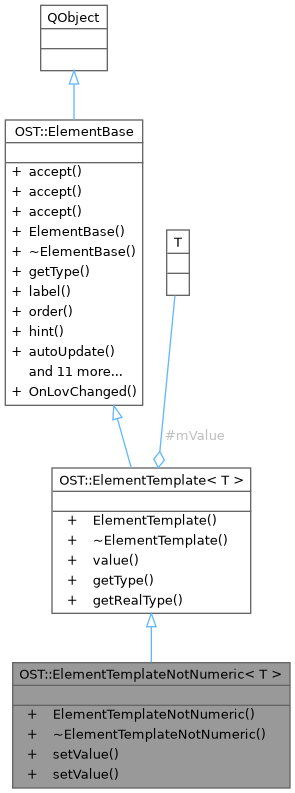 QObject
OST::ElementBase
+ accept()
+ accept()
+ accept()
+ ElementBase()
+ ~ElementBase()
+ getType()
+ label()
+ order()
+ hint()
+ autoUpdate()
and 11 more...
+ OnLovChanged()
T
#mValue
OST::ElementTemplate< T >
+ ElementTemplate()
+ ~ElementTemplate()
+ value()
+ getType()
+ getRealType()
OST::ElementTemplateNotNumeric< T >
+ ElementTemplateNotNumeric()
+ ~ElementTemplateNotNumeric()
+ setValue()
+ setValue()